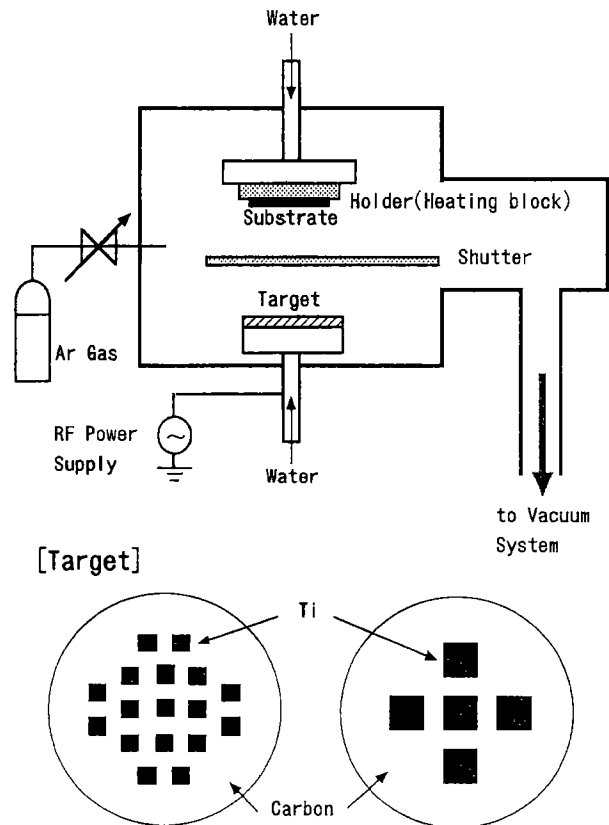 Water
Holder(Heating block)
Substrate
Shutter
Target
Ar Gas
RF Power
Supply
Water
to Vacuum
System
[Target]
Ti
Carbon